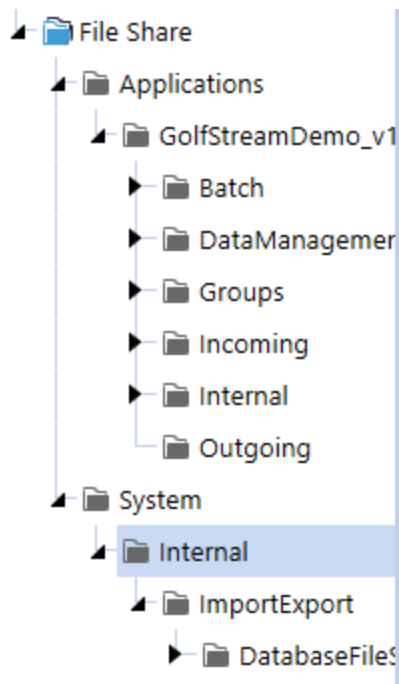 File Share
Applications
GolfStreamDemo_v1
Batch
DataManagemer
Groups
Incoming
Internal
Outgoing
System
Internal
ImportExport
DatabaseFileS